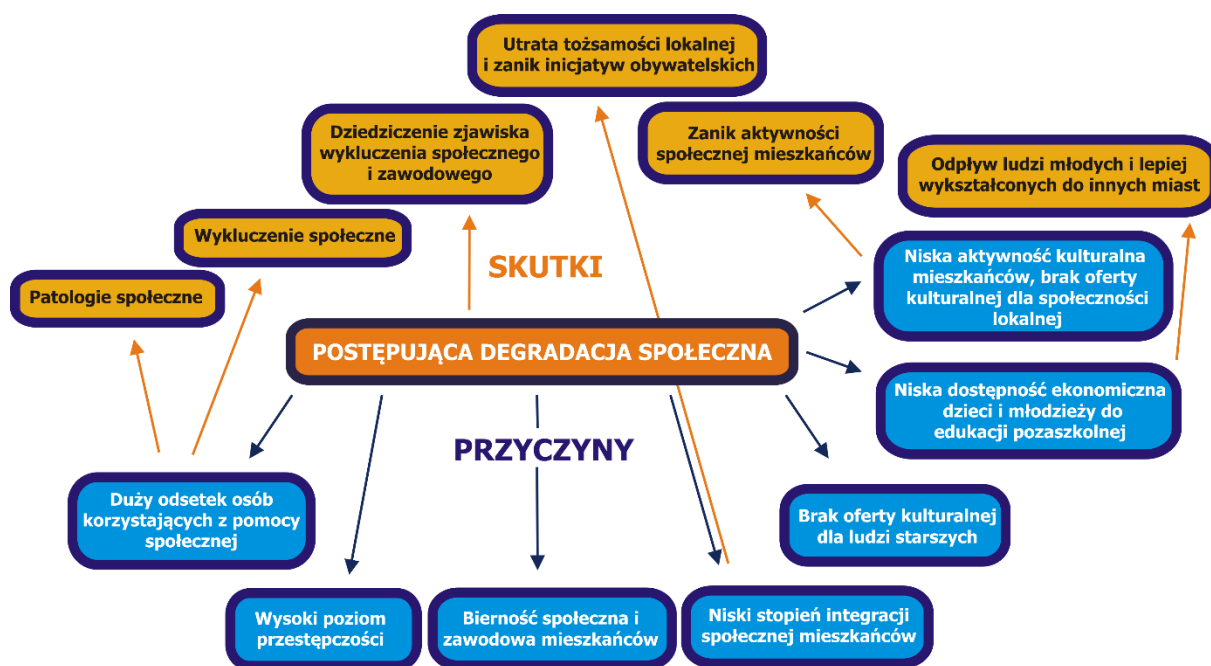 Utrata tożsamości lokalnej
i zanik inicjatyw obywatelskich
Dziedziczenie zjawiska
wykluczenia społecznego
i zawodowego
Zanik aktywności
społecznej mieszkańców
Odpływ ludzi młodych i lepiej
wykształconych do innych miast
Wykluczenie społeczne
Patologie społeczne
SKUTKI
Niska aktywność kulturalna
mieszkańców, brak oferty
kulturalnej dla społeczności
lokalnej
POSTĘPUJĄCA DEGRADACJA SPOŁECZNA
Niska dostępność ekonomiczna
dzieci i młodzieży do
edukacji pozaszkolnej
PRZYCZYNY
Duży odsetek osób
korzystających z pomocy
społecznej
Brak oferty kulturalnej
dla ludzi starszych
Wysoki poziom
przestępczości
Bierność społeczna i
zawodowa mieszkańców
Niski stopień integracji
społecznej mieszkańców